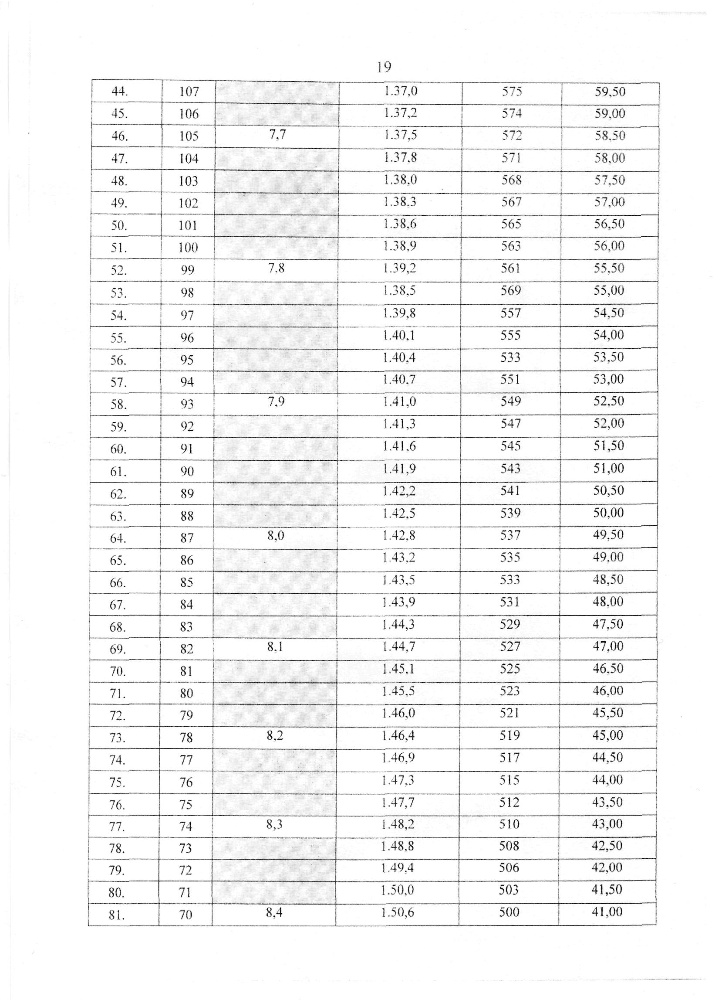 19
44. 107 1.37,0 575 59,50
45. 106 1.37,2 574 59,00
46. 105 7,7 1.37,5 572 58,50
47. 104 1.37,8 571 58,00
48. 103 1.38,0 568 57,50
49. 102 1.38,3 567 57,00
50. 101 1.38,6 565 56,50
51. 100 1.38,9 563 56,00
52. 99 7.8 1.39,2 561 55,50
53. 98 1.38,5 569 55,00
54. 97 1.39,8 557 54,50
55. 96 1.40,1 555 54,00
56. 95 1.40,4 533 53,50
57. 94 1.40,7 551 53,00
58. 93 7,9 1.41,0 549 52.50
59. 92 1.41,3 547 52,00
60. 91 1.41,6 545 51,50
61. 90 1.41,9 543 51,00
62. 89 1.42,2 541 50,50
63. 88 1.42,5 539 50,00
64. 87 8,0 1.42,8 537 49,50
65. 86 1.43,2 535 49,00
66. 85 1.43,5 533 48,50
67. 84 1.43,9 531 48,00
68. 83 1.44,3 529 47,50
69. 82 8,1 1.44,7 527 47,00
70. 81 1.45,1 525 46,50
71. 80 1.45,5 523 46,00
72. 79 1.46,0 521 45,50
73. 78 8,2 1.46,4 519 45,00
74. 77 1.46,9 517 44,50
75. 76 1.47,3 515 44,00
76. 75 1.47,7 512 43,50
77. 74 8,3 1.48,2 510 43,00
78. 73 1.48,8 508 42,50
79. 72 1.49,4 506 42,00
80. 71 1.50,0 503 41,50
81. 70 8,4 1.50,6 500 41,00